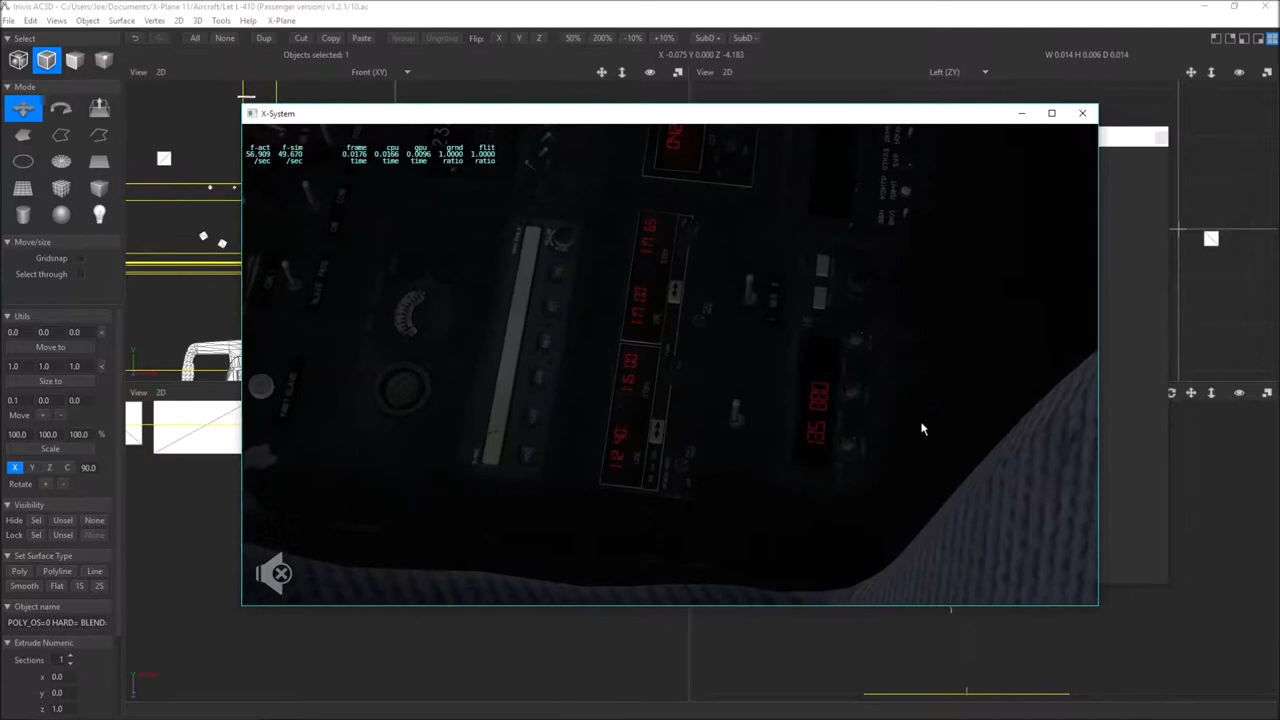 Inivis AC3D - C:/Users/Joe/Documents/X-Plane 11/Aircraft/Let L-410 (Passenger version) v1.2.1/10.ac
File Edit Views Object Surface Vertex 2D 3D Tools Help X-Plane
Select All None Dup Cut Copy Paste Group Ungroup Flip: X Y Z 50% 200% -10% +10% SubD + SubD -
Objects selected: 1 X -0.075 Y 0.000 Z -4.183 W 0.014 H 0.006 D 0.014
View 2D Front (XY) View 2D Left (ZY)
Mode
Move/size
Gridsnap
Select through
Utils
0.0 0.0 0.0 <
Move to
1.0 1.0 1.0 <
Size to
0.1 0.0 0.0
Move + -
100.0 100.0 100.0 %
Scale
X Y Z C 90.0
Rotate + -
Visibility
Hide Sel Unsel None
Lock Sel Unsel None
Set Surface Type
Poly Polyline Line
Smooth Flat 1S 2S
Object name
POLY_OS=0 HARD= BLEND:
Extrude Numeric
Sections 1
x 0.0
y 0.0
z 1.0
View 2D
X-System
f-act f-sim frame cpu gpu grnd flit
56.909 49.670 0.0176 0.0166 0.0096 1.0000 1.0000
/sec /sec time time time ratio ratio
117.00
116.00
112.40
135.880